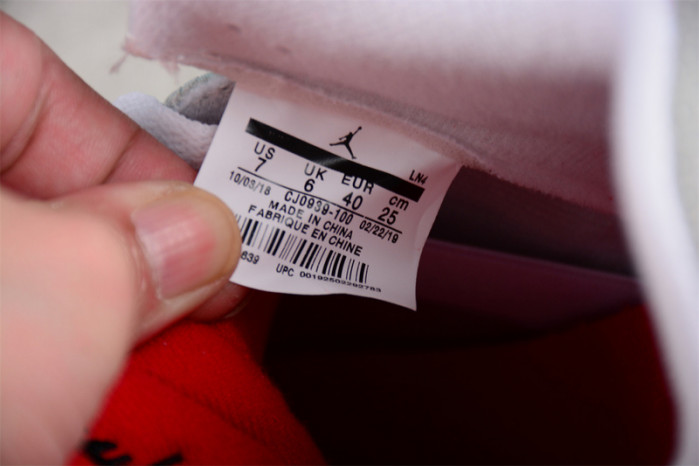 LN4
US UK EUR cm
7 6 40 25
10/03/18 CJ0939-100 02/22/19
MADE IN CHINA
FABRIQUE EN CHINE
UPC